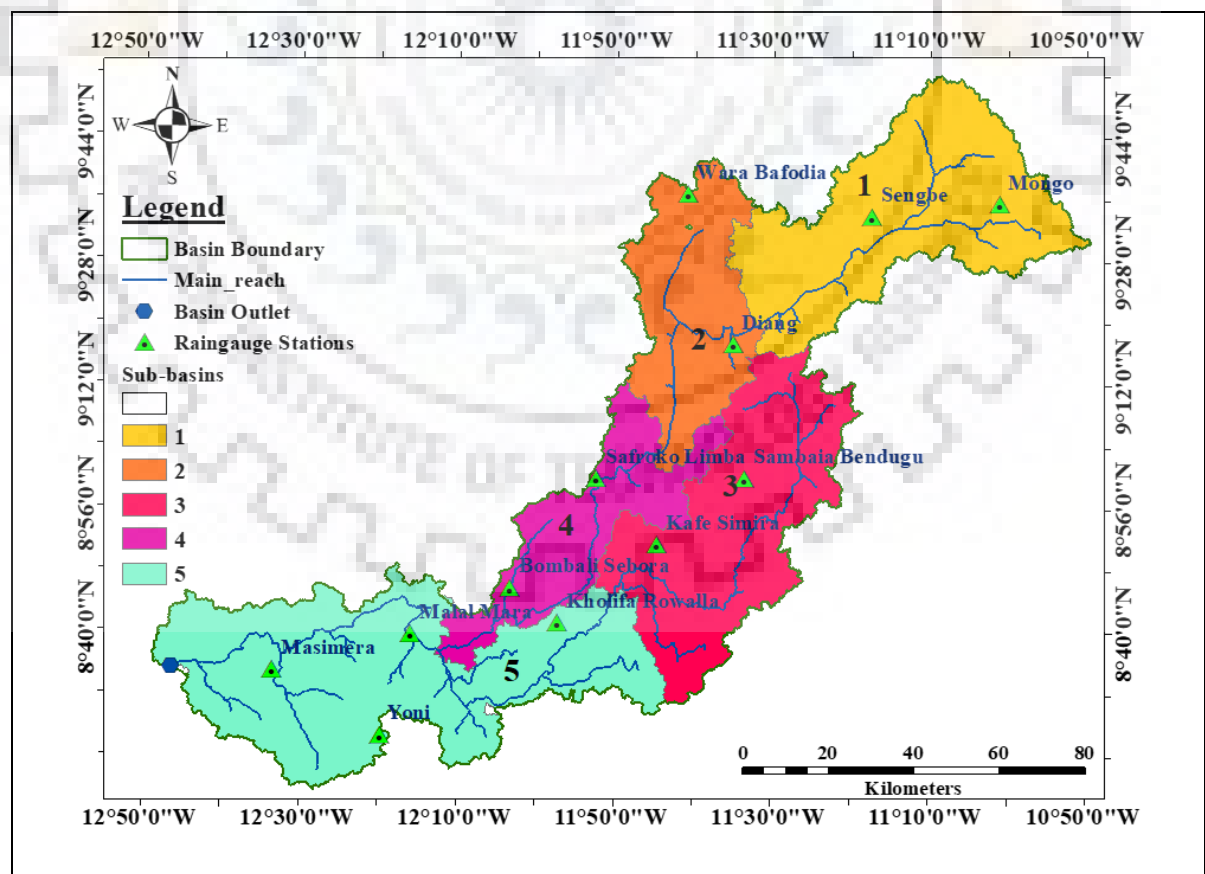 12°50'0"W 12°30'0"W 12°10'0"W 11°50'0"W 11°30'0"W 11°10'0"W 10°50'0"W
N
W E
S
Legend
Basin Boundary
Main_reach
Basin Outlet
Raingauge Stations
Sub-basins
1
2
3
4
5
9°44'0"N
9°28'0"N
9°12'0"N
8°56'0"N
8°40'0"N
Wara Bafodia
1
Sengbe
Mongo
Diang
2
Safroko Limba
Sambaia Bendugu
3
4
Kafe Simira
Bombali Sebora
Kholifa Rowalla
Malal Mara
Masimera
5
Yoni
9°44'0"N
9°28'0"N
9°12'0"N
8°56'0"N
8°40'0"N
0 20 40 60 80
Kilometers
12°50'0"W 12°30'0"W 12°10'0"W 11°50'0"W 11°30'0"W 11°10'0"W 10°50'0"W